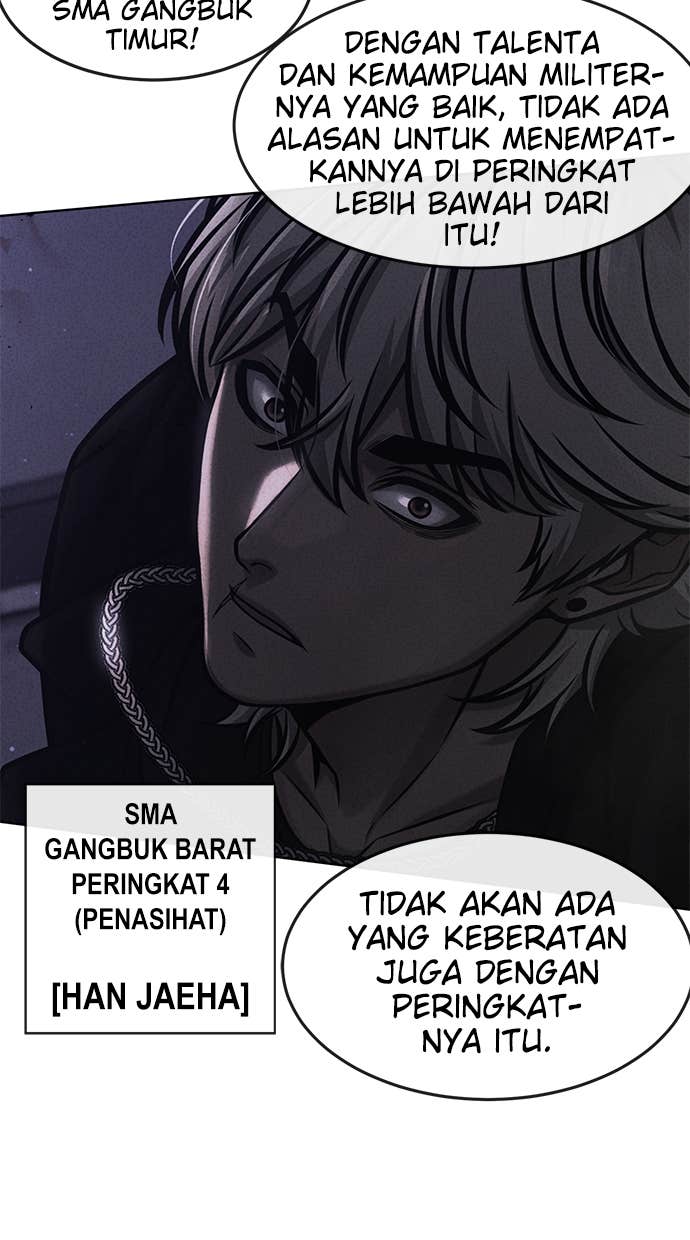 SMA GANGBUK
TIMUR!
DENGAN TALENTA
DAN KEMAMPUAN MILITER-
NYA YANG BAIK, TIDAK ADA
ALASAN UNTUK MENEMPAT-
KANNYA DI PERINGKAT
LEBIH BAWAH DARI
ITU!
SMA
GANGBUK BARAT
PERINGKAT 4
(PENASIHAT)
[HAN JAEHA]
TIDAK AKAN ADA
YANG KEBERATAN
JUGA DENGAN
PERINGKAT-
NYA ITU.